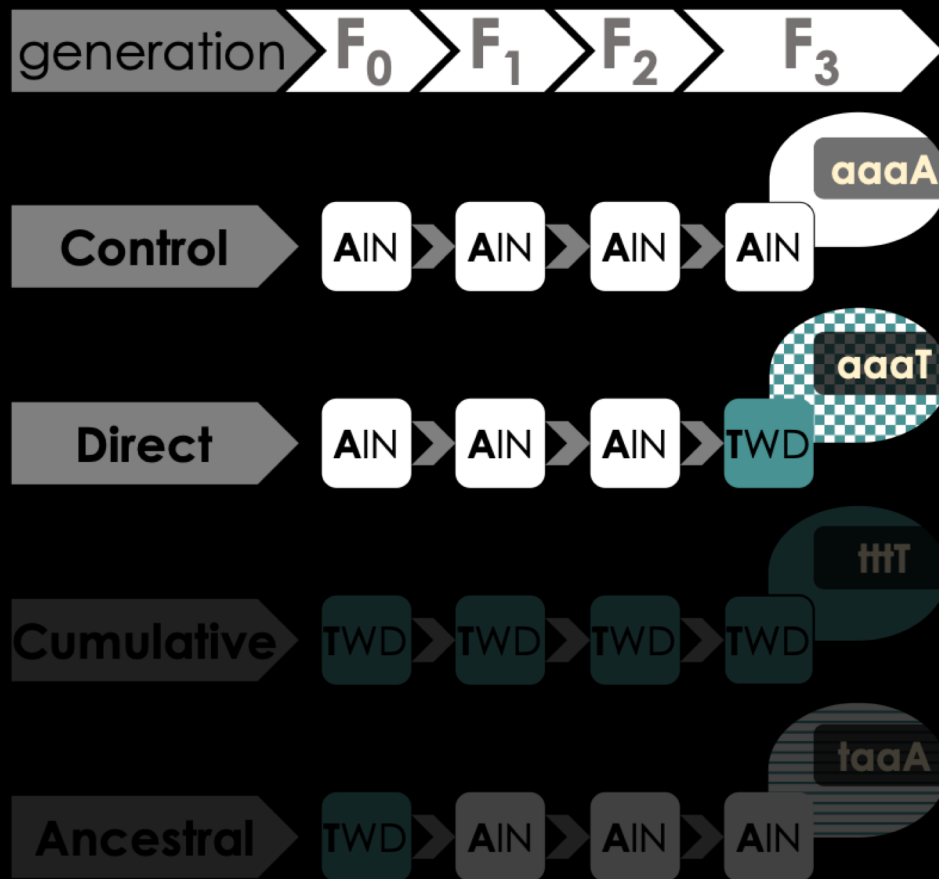 generation F0 F1 F2 F3
aaaA
Control AIN AIN AIN AIN
aaaT
Direct AIN AIN AIN TWD
tttT
Cumulative TWD TWD TWD TWD
taaA
Ancestral TWD AIN AIN AIN